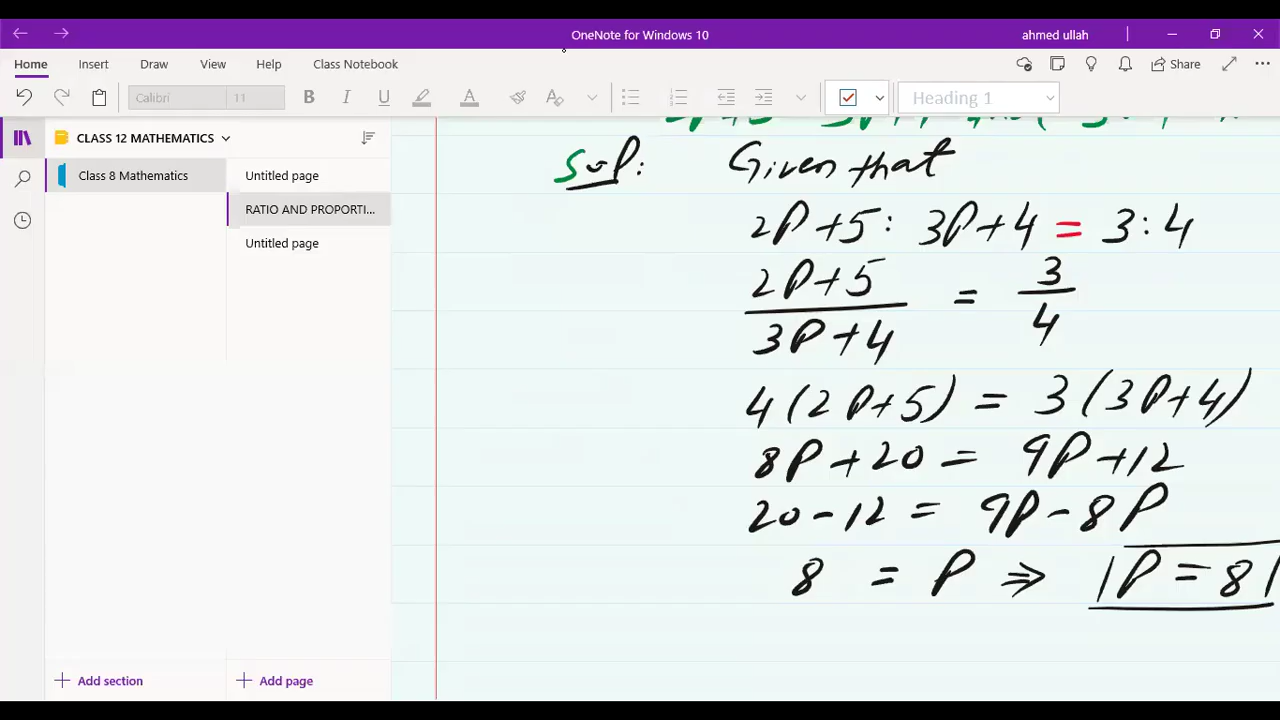 OneNote for Windows 10
ahmed ullah
Home Insert Draw View Help Class Notebook
Share
Calibri 11 B I U A Heading 1
CLASS 12 MATHEMATICS
Class 8 Mathematics
Untitled page
RATIO AND PROPORTI...
Untitled page
Sol: Given that
2P+5: 3P+4 = 3:4
2P+5 = 3
3P+4 4
4(2P+5) = 3(3P+4)
8P+20 = 9P+12
20-12 = 9P-8P
8 = P ⇒ P=8
Add section
Add page